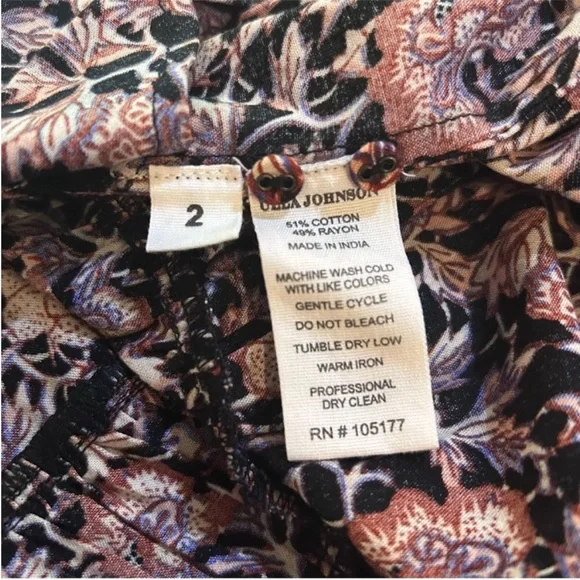 2
ULLA JOHNSON
51% COTTON
49% RAYON
MADE IN INDIA
MACHINE WASH COLD
WITH LIKE COLORS
GENTLE CYCLE
DO NOT BLEACH
TUMBLE DRY LOW
WARM IRON
PROFESSIONAL
DRY CLEAN
RN # 105177